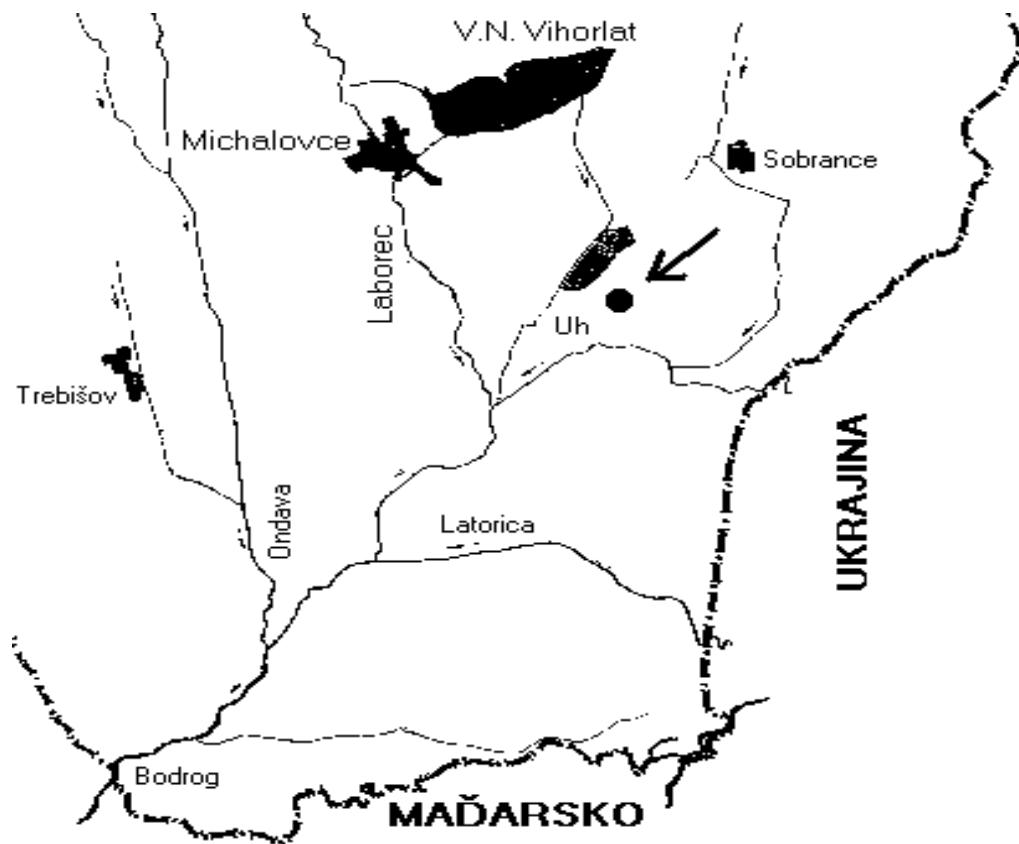 V.N. Vihorlat
Michalovce
Sobrance
Laborec
Uh
Trebišov
UKRAJINA
Ondava
Latorica
Bodrog
MAĎARSKO